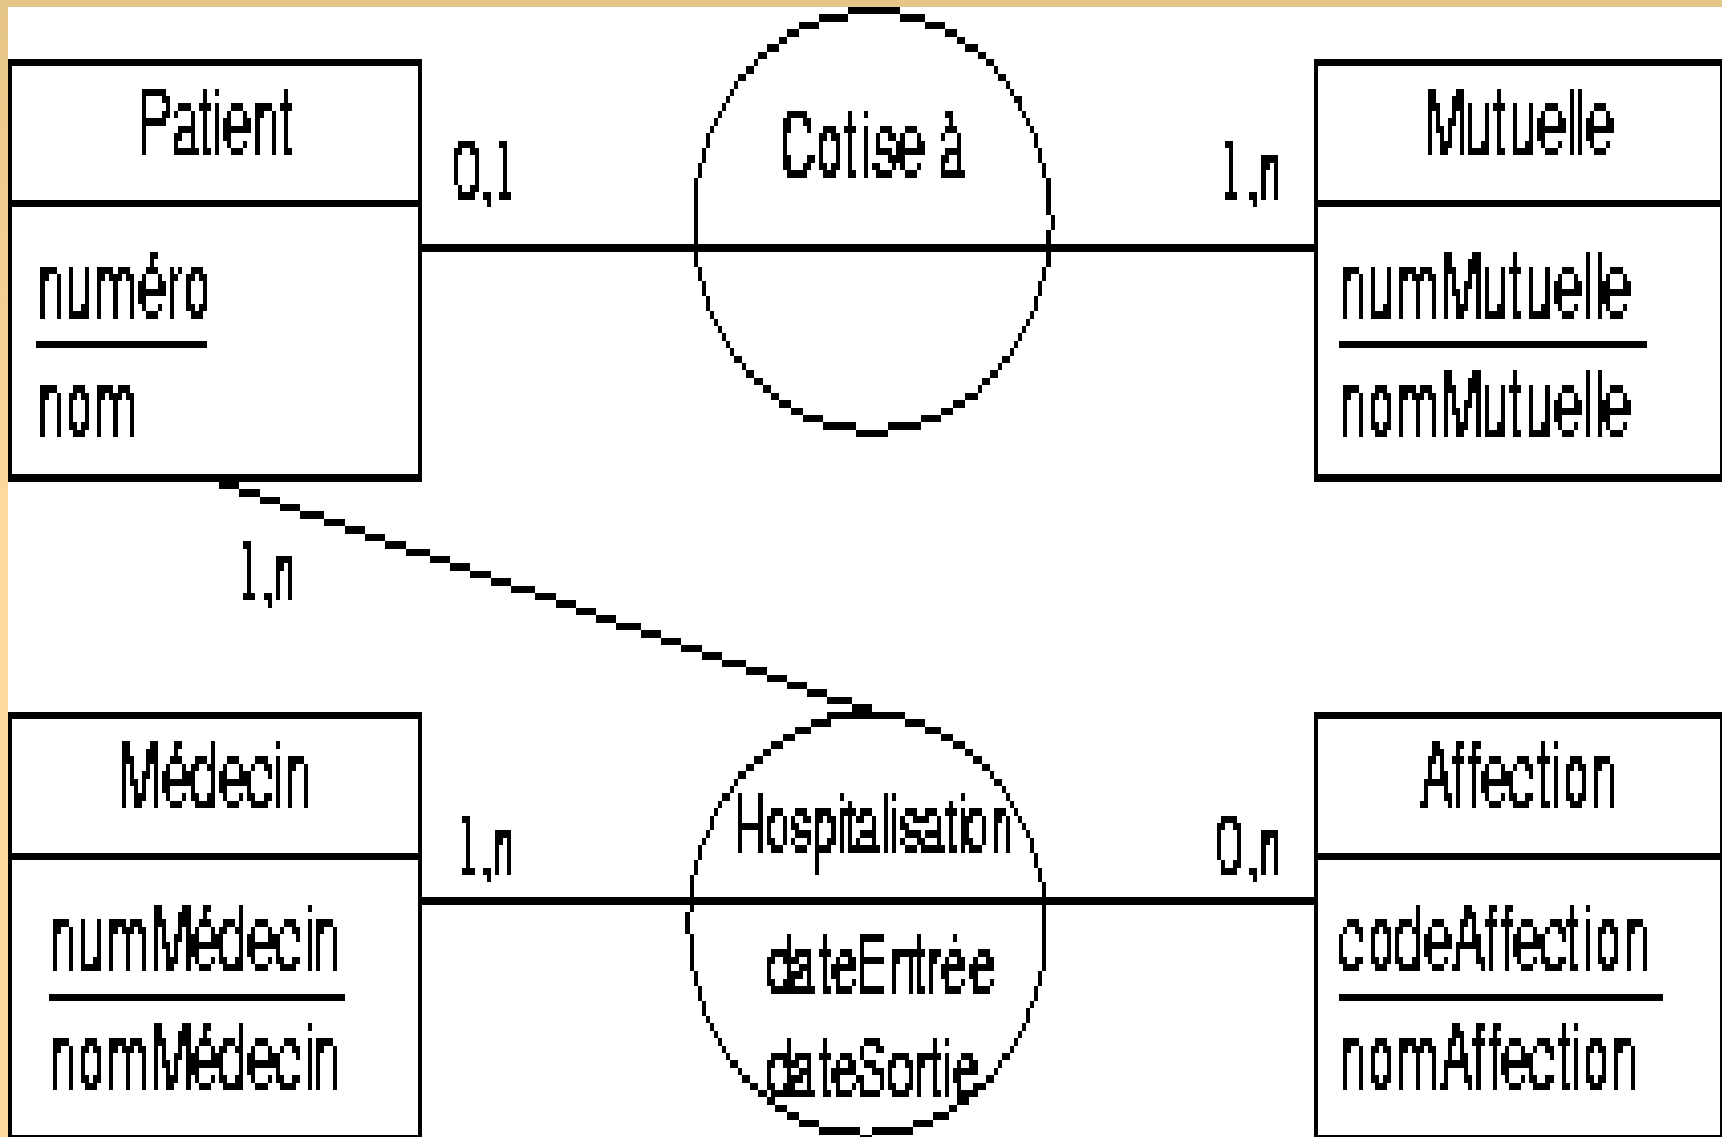 Patient
numéro
nom
0,1
Cotise à
1,n
Mutuelle
numMutuelle
nomMutuelle
1,n
Médecin
numMédecin
nomMédecin
1,n
Hospitalisation
dateEntrée
dateSortie
0,n
Affection
codeAffection
nomAffection